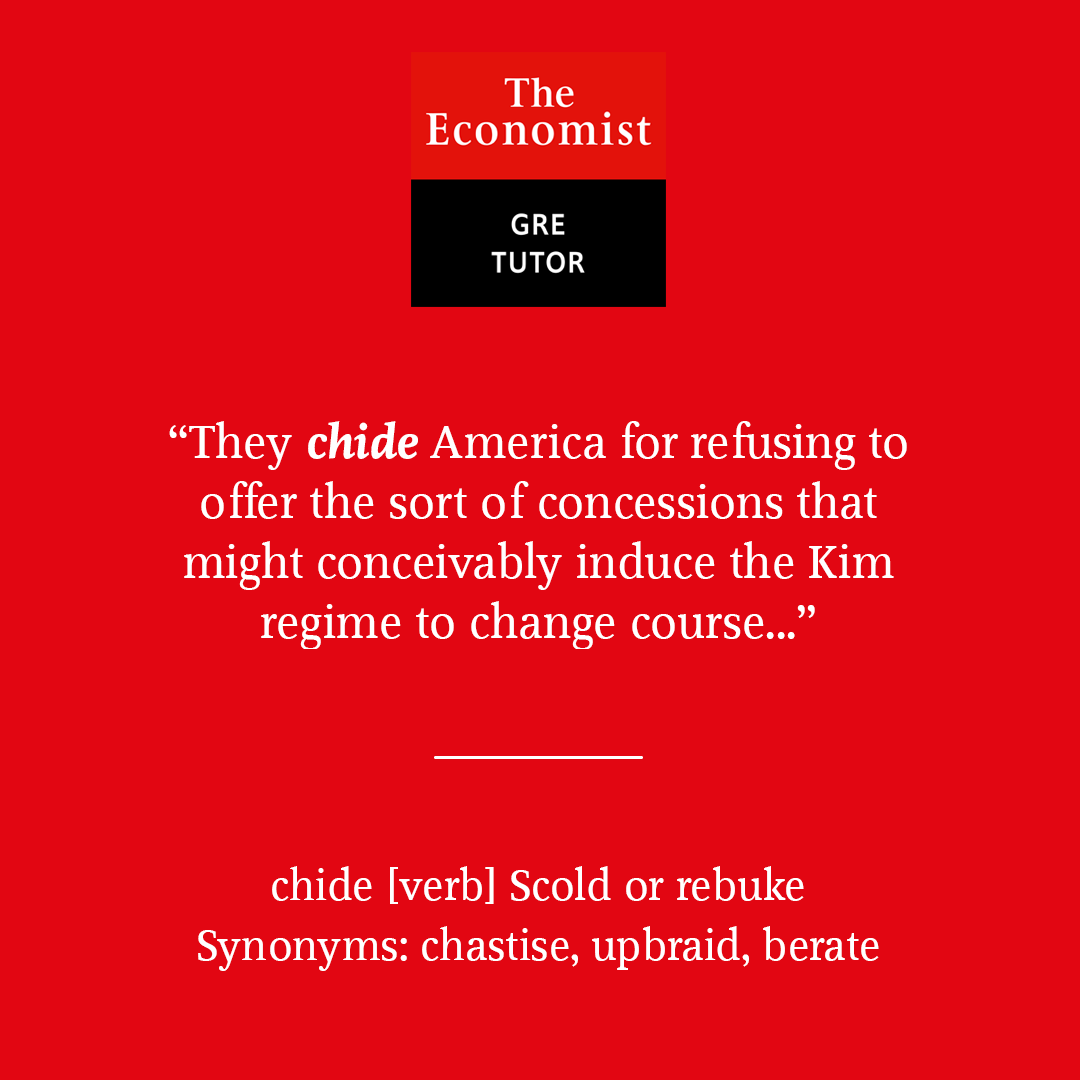 The
Economist
GRE
TUTOR
“They chide America for refusing to
offer the sort of concessions that
might conceivably induce the Kim
regime to change course...”
chide [verb] Scold or rebuke
Synonyms: chastise, upbraid, berate